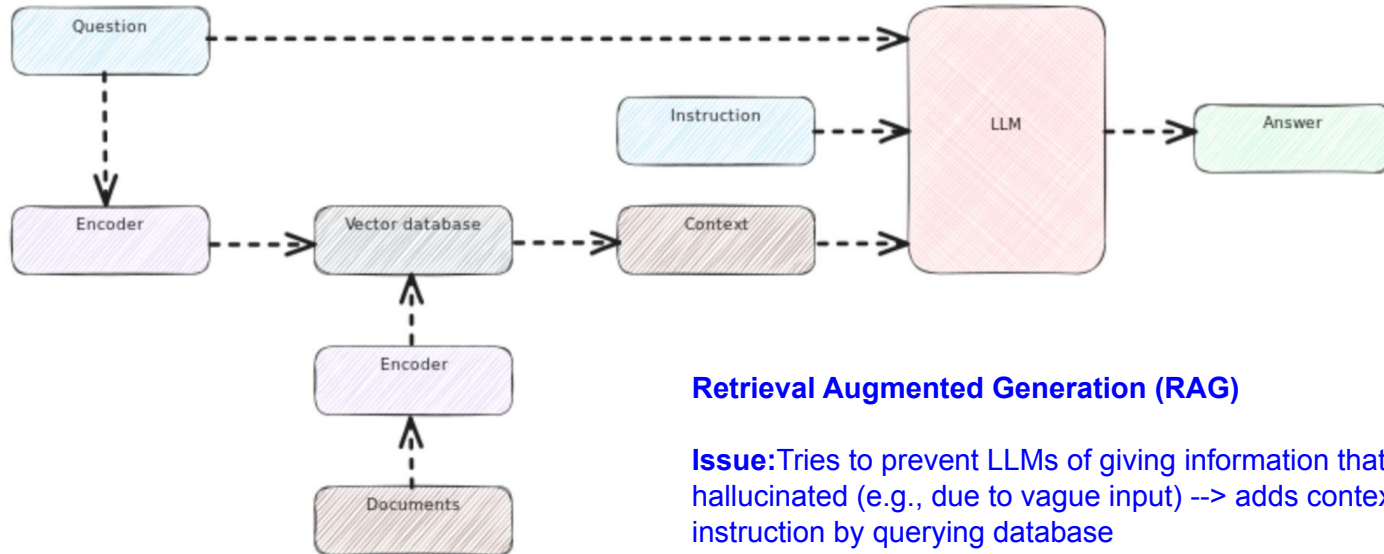 Question
Instruction
LLM
Answer
Encoder
Vector database
Context
Encoder
Documents
Retrieval Augmented Generation (RAG)
Issue:Tries to prevent LLMs of giving information that
hallucinated (e.g., due to vague input) --> adds contex
instruction by querying database